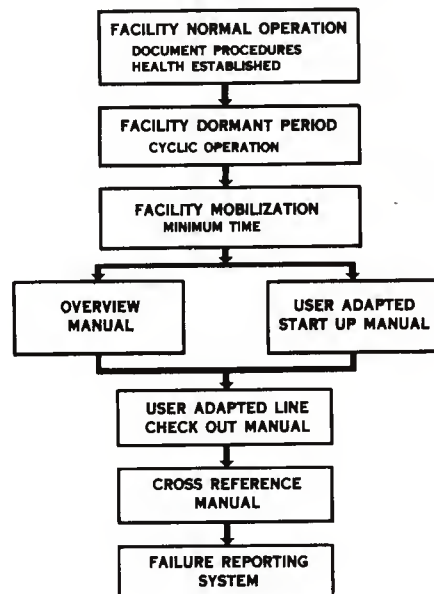 FACILITY NORMAL OPERATION
DOCUMENT PROCEDURES
HEALTH ESTABLISHED
FACILITY DORMANT PERIOD
CYCLIC OPERATION
FACILITY MOBILIZATION
MINIMUM TIME
OVERVIEW
MANUAL
USER ADAPTED
START UP MANUAL
USER ADAPTED LINE
CHECK OUT MANUAL
CROSS REFERENCE
MANUAL
FAILURE REPORTING
SYSTEM